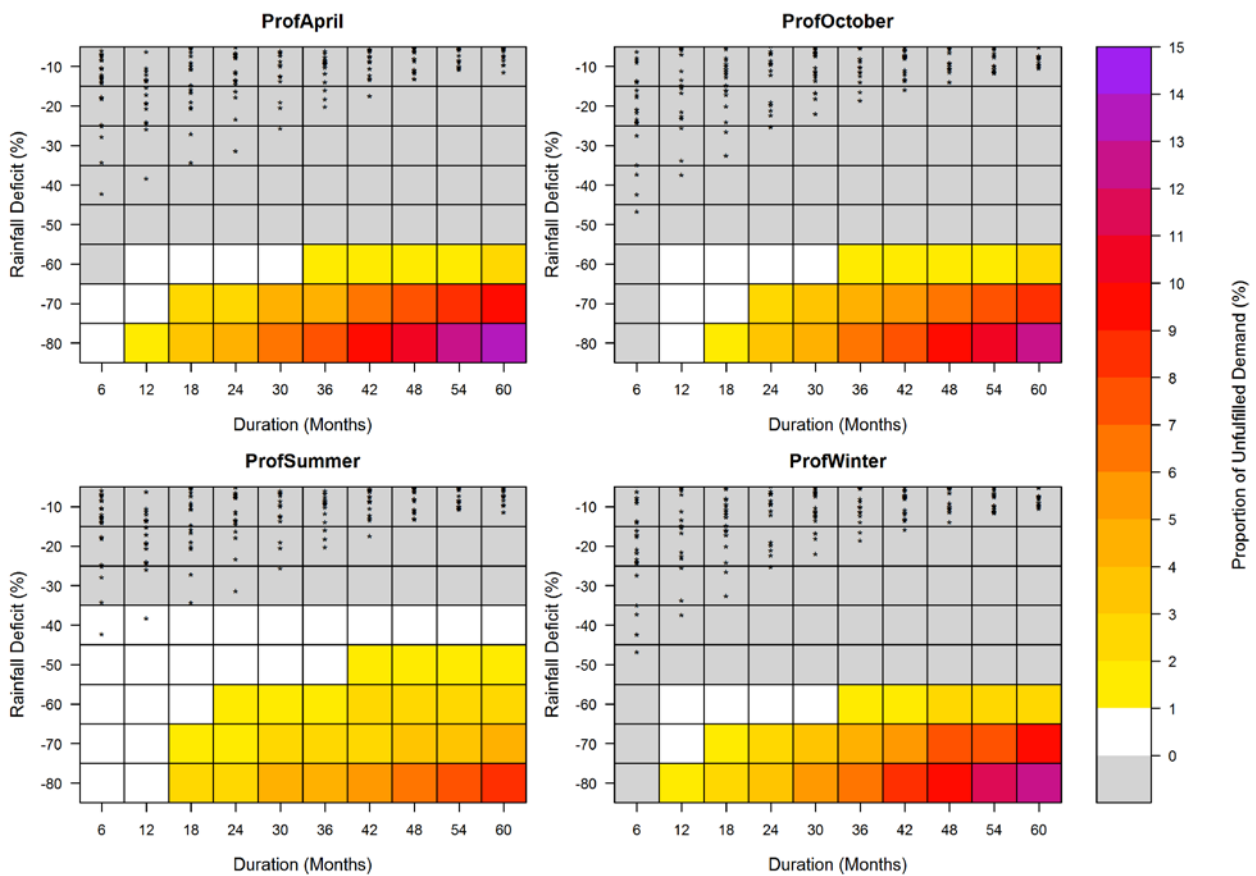 ProfApril
Rainfall Deficit (%)
-10
-20
-30
-40
-50
-60
-70
-80
6 12 18 24 30 36 42 48 54 60
Duration (Months)
ProfOctober
Rainfall Deficit (%)
-10
-20
-30
-40
-50
-60
-70
-80
6 12 18 24 30 36 42 48 54 60
Duration (Months)
ProfSummer
Rainfall Deficit (%)
-10
-20
-30
-40
-50
-60
-70
-80
6 12 18 24 30 36 42 48 54 60
Duration (Months)
ProfWinter
Rainfall Deficit (%)
-10
-20
-30
-40
-50
-60
-70
-80
6 12 18 24 30 36 42 48 54 60
Duration (Months)
15
14
13
12
11
10
9
8
7
6
5
4
3
2
1
0
Proportion of Unfulfilled Demand (%)